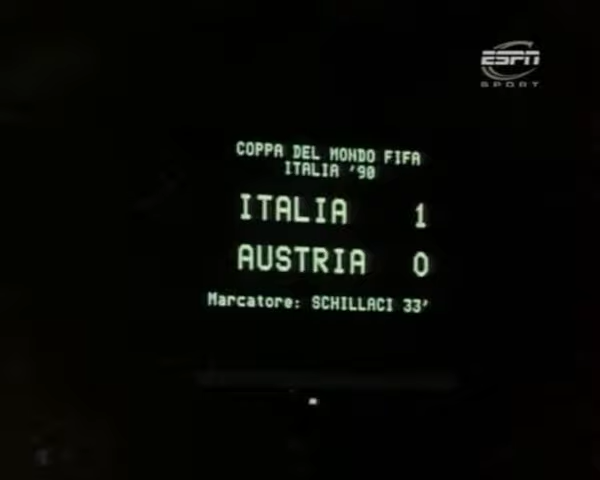 ESPN
SPORT
COPPA DEL MONDO FIFA
ITALIA '90
ITALIA 1
AUSTRIA 0
Marcatore: SCHILLACI 33'